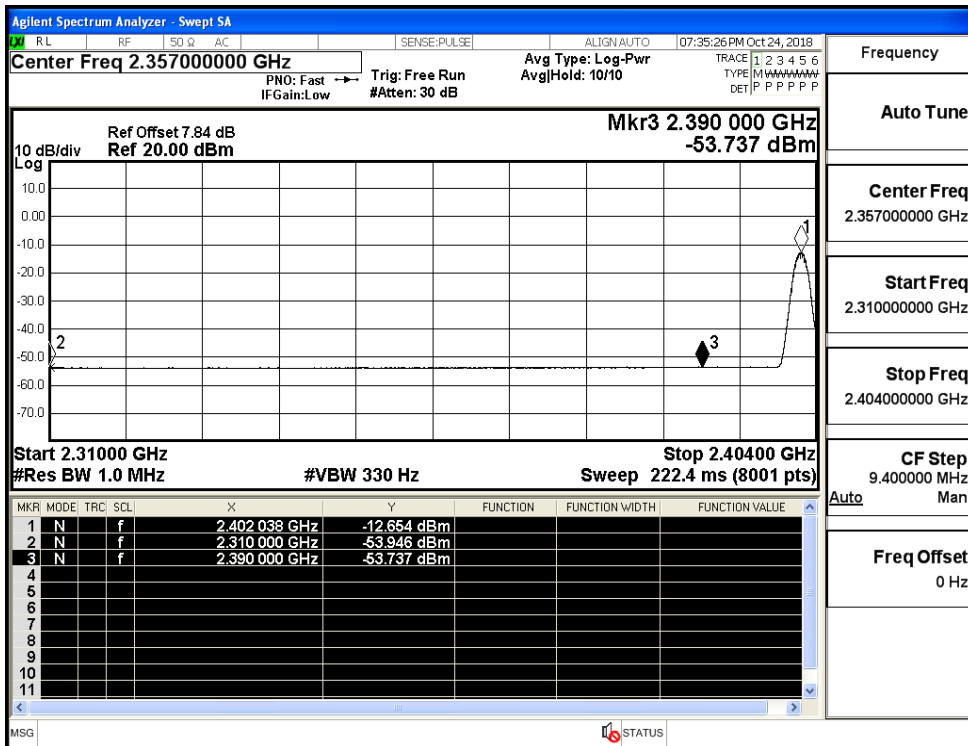 Agilent Spectrum Analyzer - Swept SA
LXI RL RF 50 Ω AC SENSE:PULSE ALIGN AUTO 07:35:26 PM Oct 24, 2018
Center Freq 2.357000000 GHz
PNO: Fast
IFGain:Low
Trig: Free Run
#Atten: 30 dB
Avg Type: Log-Pwr
Avg|Hold: 10/10
TRACE 1 2 3 4 5 6
TYPE M W W W W W
DET P P P P P P
Mkr3 2.390 000 GHz
-53.737 dBm
Ref Offset 7.84 dB
10 dB/div Ref 20.00 dBm
Log
10.0
0.00
-10.0
-20.0
-30.0
-40.0
-50.0
-60.0
-70.0
1
2
3
Start 2.31000 GHz Stop 2.40400 GHz
#Res BW 1.0 MHz #VBW 330 Hz Sweep 222.4 ms (8001 pts)
MKR MODE TRC SCL X Y FUNCTION FUNCTION WIDTH FUNCTION VALUE
1 N f 2.402 038 GHz -12.654 dBm
2 N f 2.310 000 GHz -53.946 dBm
3 N f 2.390 000 GHz -53.737 dBm
4
5
6
7
8
9
10
11
MSG STATUS
Frequency
Auto Tune
Center Freq
2.357000000 GHz
Start Freq
2.310000000 GHz
Stop Freq
2.404000000 GHz
CF Step
9.400000 MHz
Auto Man
Freq Offset
0 Hz